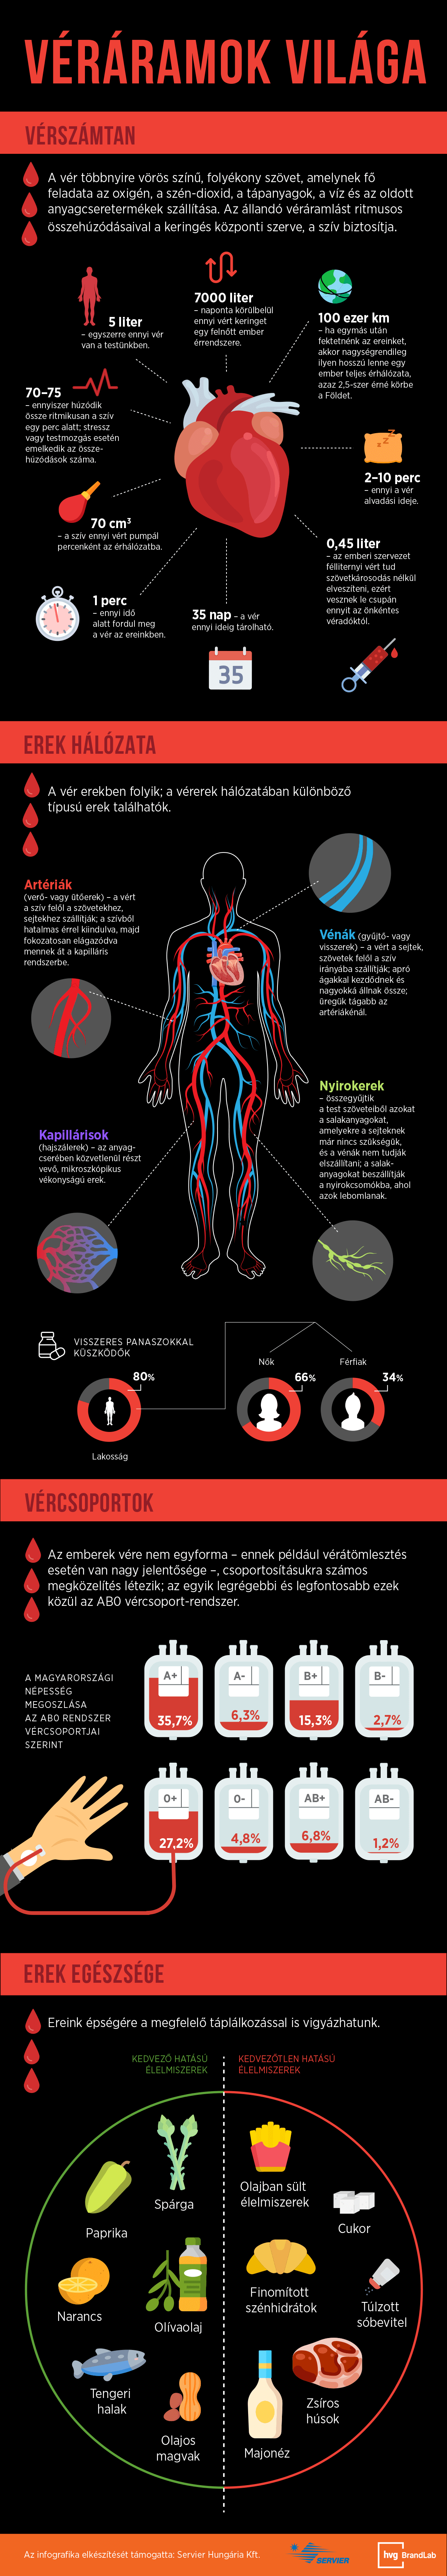 VÉRÁRAMOK VILÁGA
VÉRSZÁMTAN
A vér többnyire vörös színű, folyékony szövet, amelynek fő
feladata az oxigén, a szén-dioxid, a tápanyagok, a víz és az oldott
anyagcseretermékek szállítása. Az állandó véráramlást ritmusos
összehúzódásaival a keringés központi szerve, a szív biztosítja.
5 liter
– egyszerre ennyi vér
van a testünkben.
7000 liter
– naponta körülbelül
ennyi vért keringet
egy felnőtt ember
érrendszere.
100 ezer km
– ha egymás után
fektetnénk az ereinket,
akkor nagyságrendileg
ilyen hosszú lenne egy
ember teljes érhálózata,
azaz 2,5-szer érné körbe
a Földet.
70–75
– ennyiszer húzódik
össze ritmikusan a szív
egy perc alatt; stressz
vagy testmozgás esetén
emelkedik az össze-
húzódások száma.
2–10 perc
– ennyi a vér
alvadási ideje.
70 cm³
– a szív ennyi vért pumpál
percenként az érhálózatba.
0,45 liter
– az emberi szervezet
félliternyi vért tud
szövetkárosodás nélkül
elveszíteni, ezért
vesznek le csupán
ennyit az önkéntes
véradóktól.
1 perc
– ennyi idő
alatt fordul meg
a vér az ereinkben.
35 nap – a vér
ennyi ideig tárolható.
35
EREK HÁLÓZATA
A vér erekben folyik; a vérerek hálózatában különböző
típusú erek találhatók.
Artériák
(verő- vagy ütőerek) – a vért
a szív felől a szövetekhez,
sejtekhez szállítják; a szívből
hatalmas érrel kiindulva, majd
fokozatosan elágazódva
mennek át a kapilláris
rendszerbe.
Vénák (gyűjtő- vagy
visszerek) – a vért a sejtek,
szövetek felől a szív
irányába szállítják; apró
ágakkal kezdődnek és
nagyokká állnak össze;
üregük tágabb az
artériákénál.
Nyirokerek
– összegyűjtik
a test szöveteiből azokat
a salakanyagokat,
amelyekre a sejteknek
már nincs szükségük,
és a vénák nem tudják
elszállítani; a salak-
anyagokat beszállítják
a nyirokcsomókba, ahol
azok lebomlanak.
Kapillárisok
(hajszálerek) – az anyag-
cserében közvetlenül részt
vevő, mikroszkópikus
vékonyságú erek.
VISSZERES PANASZOKKAL
KÜSZKÖDŐK
80%
Lakosság
Nők
66%
Férfiak
34%
VÉRCSOPORTOK
Az emberek vére nem egyforma – ennek például vérátömlesztés
esetén van nagy jelentősége –, csoportosításukra számos
megközelítés létezik; az egyik legrégebbi és legfontosabb ezek
közül az AB0 vércsoport-rendszer.
A MAGYARORSZÁGI
NÉPESSÉG
MEGOSZLÁSA
AZ AB0 RENDSZER
VÉRCSOPORTJAI
SZERINT
A+
35,7%
A-
6,3%
B+
15,3%
B-
2,7%
0+
27,2%
0-
4,8%
AB+
6,8%
AB-
1,2%
EREK EGÉSZSÉGE
Ereink épségére a megfelelő táplálkozással is vigyázhatunk.
KEDVEZŐ HATÁSÚ
ÉLELMISZEREK
KEDVEZŐTLEN HATÁSÚ
ÉLELMISZEREK
Spárga
Paprika
Narancs
Olívaolaj
Tengeri
halak
Olajos
magvak
Olajban sült
élelmiszerek
Cukor
Finomított
szénhidrátok
Túlzott
sóbevitel
Zsíros
húsok
Majonéz
Az infografika elkészítését támogatta: Servier Hungária Kft.
SERVIER
hvg BrandLab